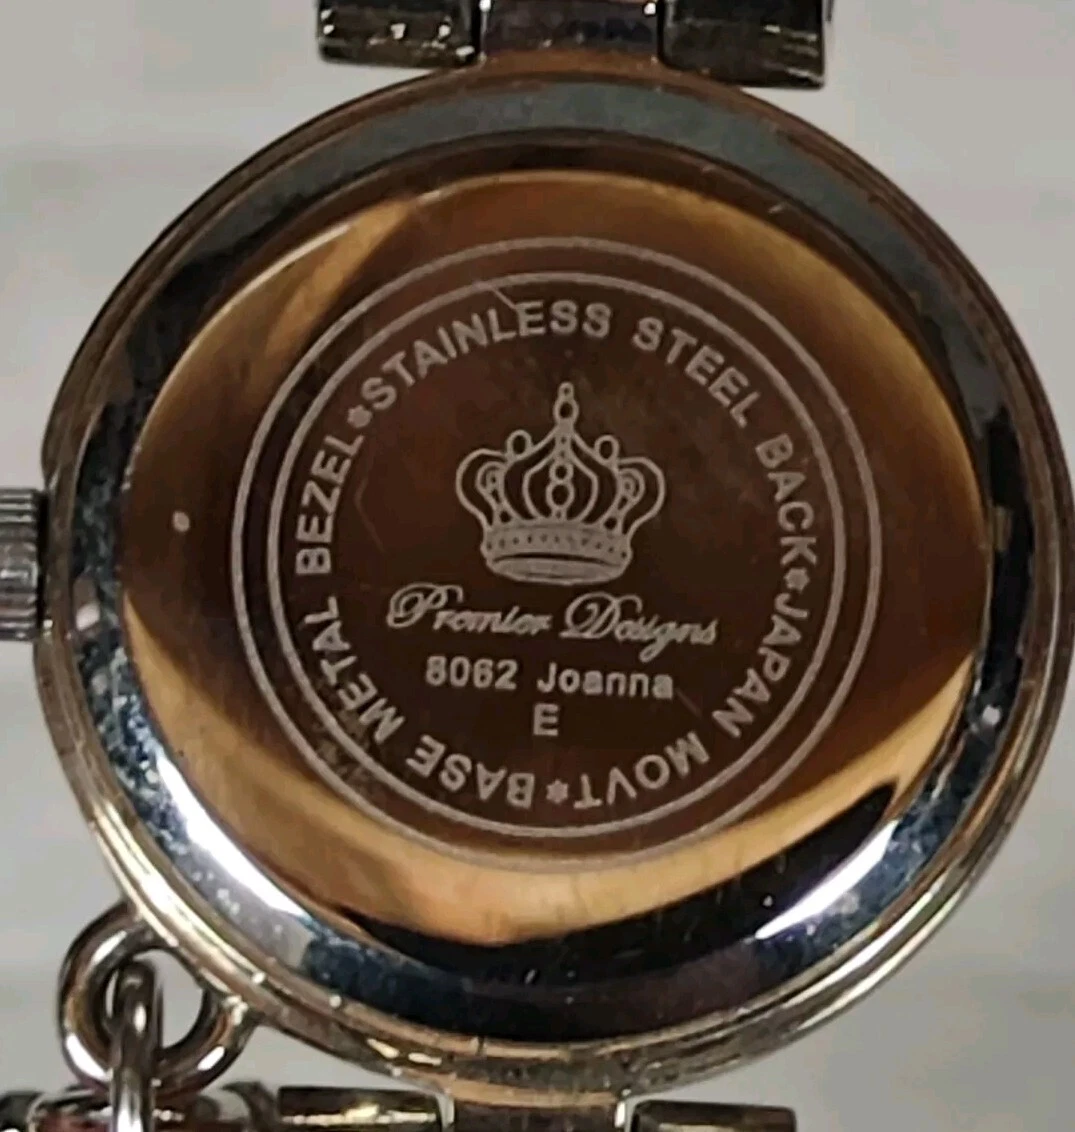 STAINLESS STEEL BACK*JAPAN MOVT*BASE METAL BEZEL*
Premier Designs
8062 Joanna
E